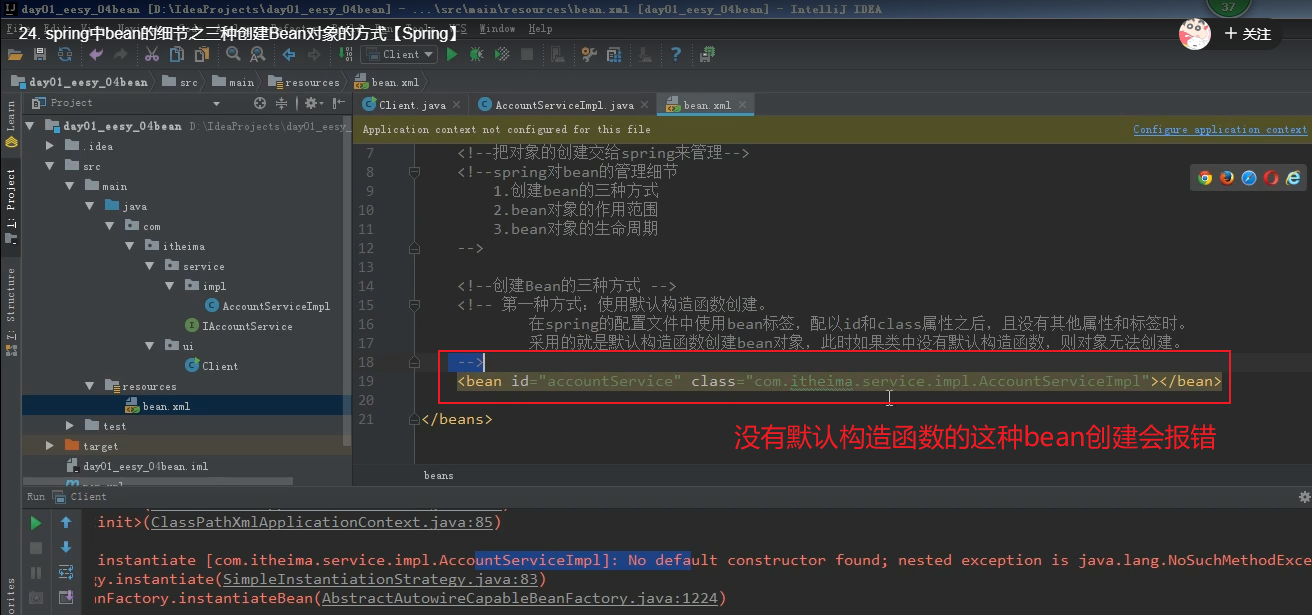 day01_eesy_04bean [D:\IdeaProjects\day01_eesy_04bean] - ...\src\main\resources\bean.xml [day01_eesy_04bean] - IntelliJ IDEA
37
Window Help
24. spring中bean的细节之三种创建Bean对象的方式【Spring】
+ 关注
Client
day01_eesy_04bean src main resources bean.xml
Project
Client.java AccountServiceImpl.java bean.xml
Application context not configured for this file Configure application context
Learn
1: Project
7: Structure
day01_eesy_04bean D:\IdeaProjects\day01_eesy_
.idea
src
main
java
com
itheima
service
impl
AccountServiceImpl
IAccountService
ui
Client
resources
bean.xml
test
target
day01_eesy_04bean.iml
7 <!--把对象的创建交给spring来管理-->
8 <!--spring对bean的管理细节
9 1.创建bean的三种方式
10 2.bean对象的作用范围
11 3.bean对象的生命周期
12 -->
13
14 <!--创建Bean的三种方式 -->
15 <!-- 第一种方式：使用默认构造函数创建。
16 在spring的配置文件中使用bean标签，配以id和class属性之后，且没有其他属性和标签时。
17 采用的就是默认构造函数创建bean对象，此时如果类中没有默认构造函数，则对象无法创建。
18 -->
19 <bean id="accountService" class="com.itheima.service.impl.AccountServiceImpl"></bean>
20
21 </beans>
没有默认构造函数的这种bean创建会报错
beans
Run Client
init>(ClassPathXmlApplicationContext.java:85)
instantiate [com.itheima.service.impl.AccountServiceImpl]: No default constructor found; nested exception is java.lang.NoSuchMethodExce
gy.instantiate(SimpleInstantiationStrategy.java:83)
nFactory.instantiateBean(AbstractAutowireCapableBeanFactory.java:1224)
orites